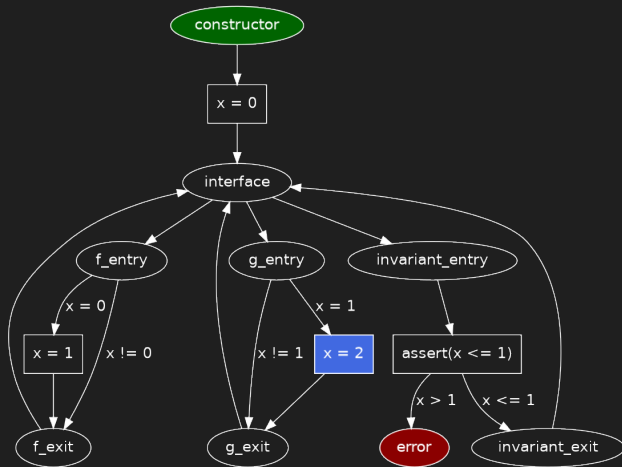 constructor
x = 0
interface
f_entry
g_entry
invariant_entry
x = 0
x = 1
x = 1
x != 0
x != 1
x = 2
assert(x <= 1)
x > 1
x <= 1
f_exit
g_exit
error
invariant_exit